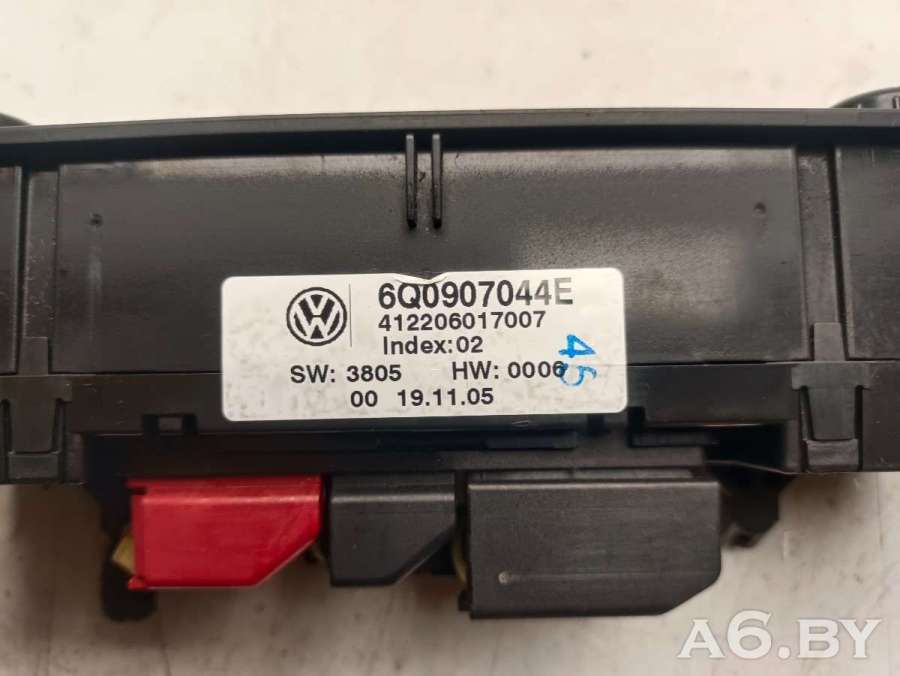 6Q0907044E
412206017007
Index:02
SW: 3805 HW: 0006
00 19.11.05
45
A6.BY